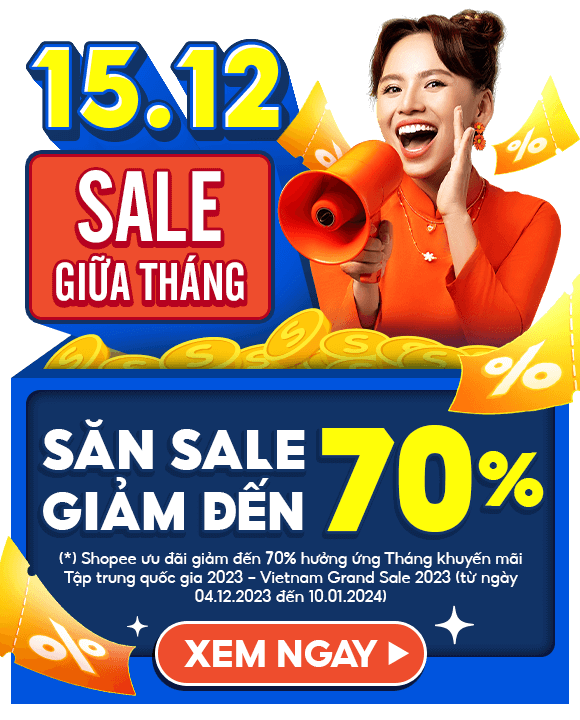 15.12
SALE
GIỮA THÁNG
%
%
%
SĂN SALE
GIẢM ĐẾN
70%
(*) Shopee ưu đãi giảm đến 70% hưởng ứng Tháng khuyến mãi
Tập trung quốc gia 2023 – Vietnam Grand Sale 2023 (từ ngày
04.12.2023 đến 10.01.2024)
%
XEM NGAY